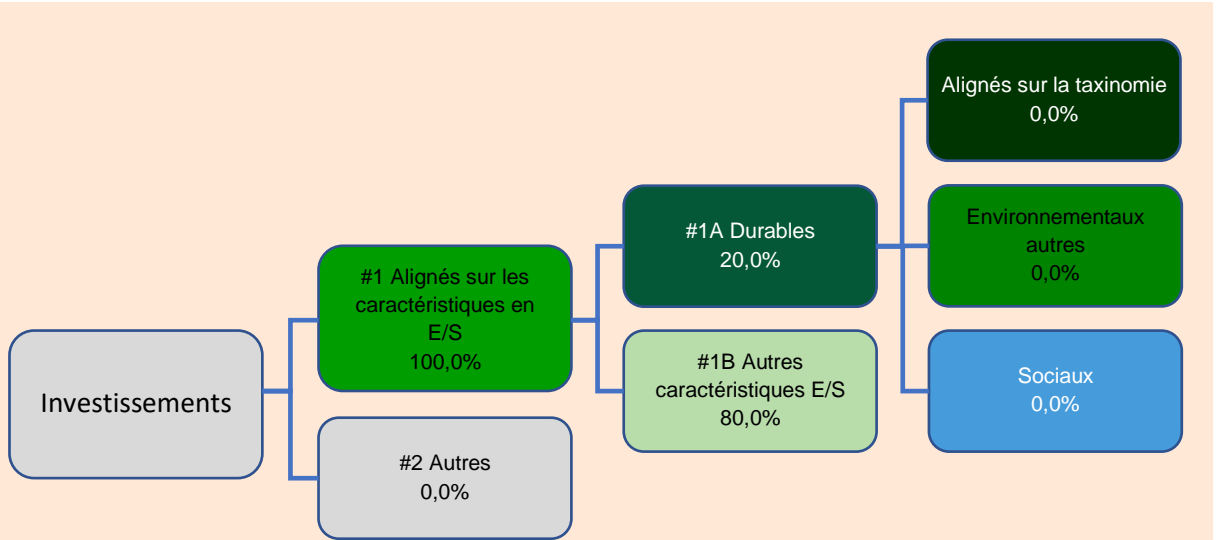 Investissements
#1 Alignés sur les
caractéristiques en
E/S
100,0%
#2 Autres
0,0%
#1A Durables
20,0%
#1B Autres
caractéristiques E/S
80,0%
Alignés sur la taxinomie
0,0%
Environnementaux
autres
0,0%
Sociaux
0,0%